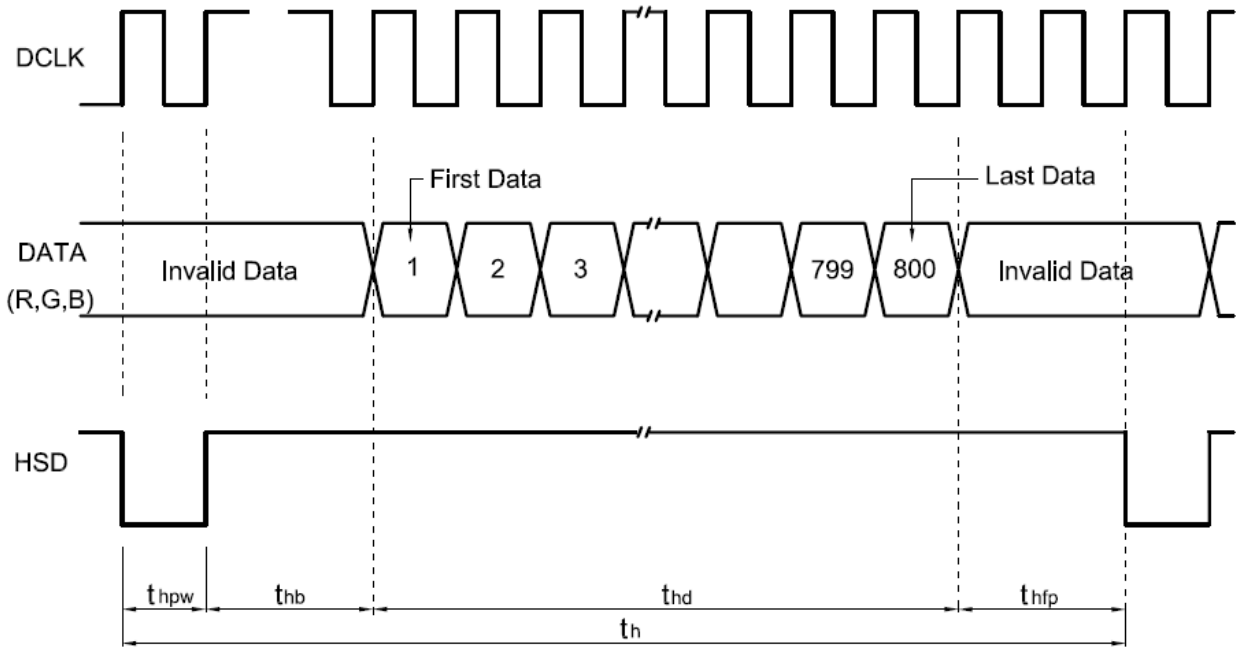 DCLK
First Data
Last Data
DATA
(R,G,B)
Invalid Data
1
2
3
799
800
Invalid Data
HSD
thpw
thb
thd
thfp
th